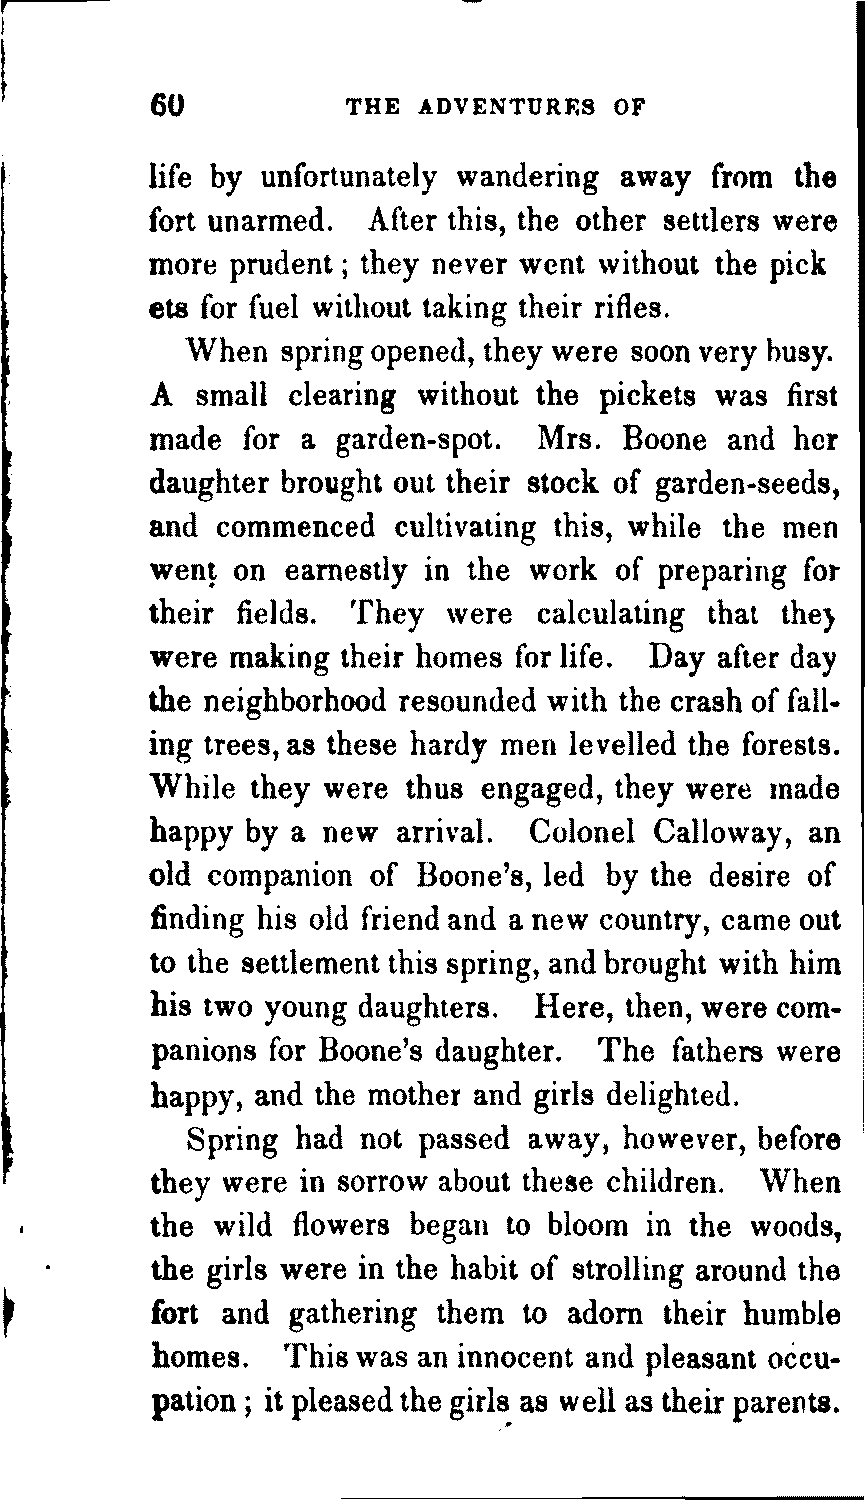 60 THE ADVENTURES OF
life by unfortunately wandering away from the
fort unarmed. After this, the other settlers were
more prudent ; they never went without the pick
ets for fuel without taking their rifles.
When spring opened, they were soon very busy.
A small clearing without the pickets was first
made for a garden-spot. Mrs. Boone and her
daughter brought out their stock of garden-seeds,
and commenced cultivating this, while the men
went on earnestly in the work of preparing for
their fields. They were calculating that they
were making their homes for life. Day after day
the neighborhood resounded with the crash of fall-
ing trees, as these hardy men levelled the forests.
While they were thus engaged, they were made
happy by a new arrival. Colonel Calloway, an
old companion of Boone's, led by the desire of
finding his old friend and a new country, came out
to the settlement this spring, and brought with him
his two young daughters. Here, then, were com-
panions for Boone's daughter. The fathers were
happy, and the mother and girls delighted.
Spring had not passed away, however, before
they were in sorrow about these children. When
the wild flowers began to bloom in the woods,
the girls were in the habit of strolling around the
fort and gathering them to adorn their humble
homes. This was an innocent and pleasant occu-
pation ; it pleased the girls as well as their parents.